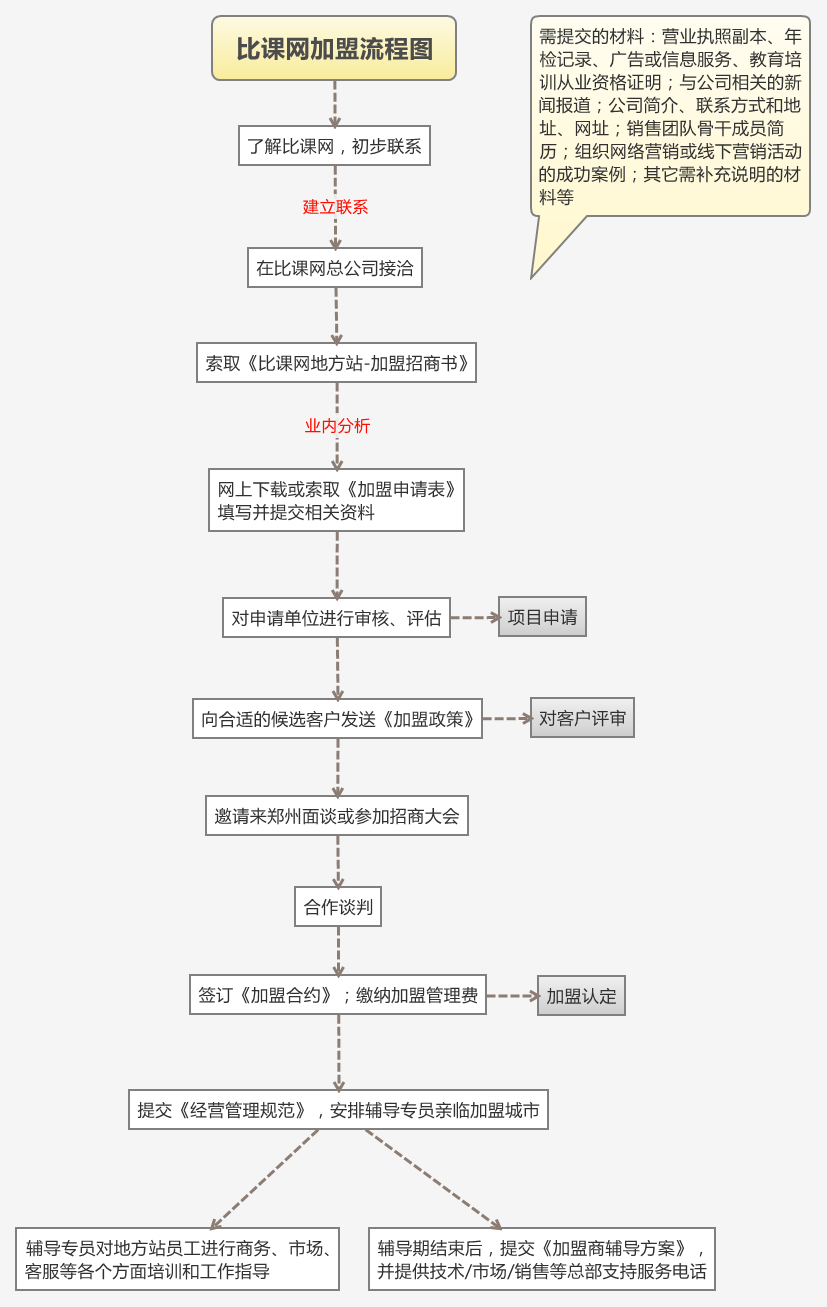 比课网加盟流程图
需提交的材料：营业执照副本、年
检记录、广告或信息服务、教育培
训从业资格证明；与公司相关的新
闻报道；公司简介、联系方式和地
址、网址；销售团队骨干成员简
历；组织网络营销或线下营销活动
的成功案例；其它需补充说明的材
料等
了解比课网，初步联系
建立联系
在比课网总公司接洽
索取《比课网地方站-加盟招商书》
业内分析
网上下载或索取《加盟申请表》
填写并提交相关资料
对申请单位进行审核、评估
项目申请
向合适的候选客户发送《加盟政策》
对客户评审
邀请来郑州面谈或参加招商大会
合作谈判
签订《加盟合约》；缴纳加盟管理费
加盟认定
提交《经营管理规范》，安排辅导专员亲临加盟城市
辅导专员对地方站员工进行商务、市场、
客服等各个方面培训和工作指导
辅导期结束后，提交《加盟商辅导方案》，
并提供技术/市场/销售等总部支持服务电话